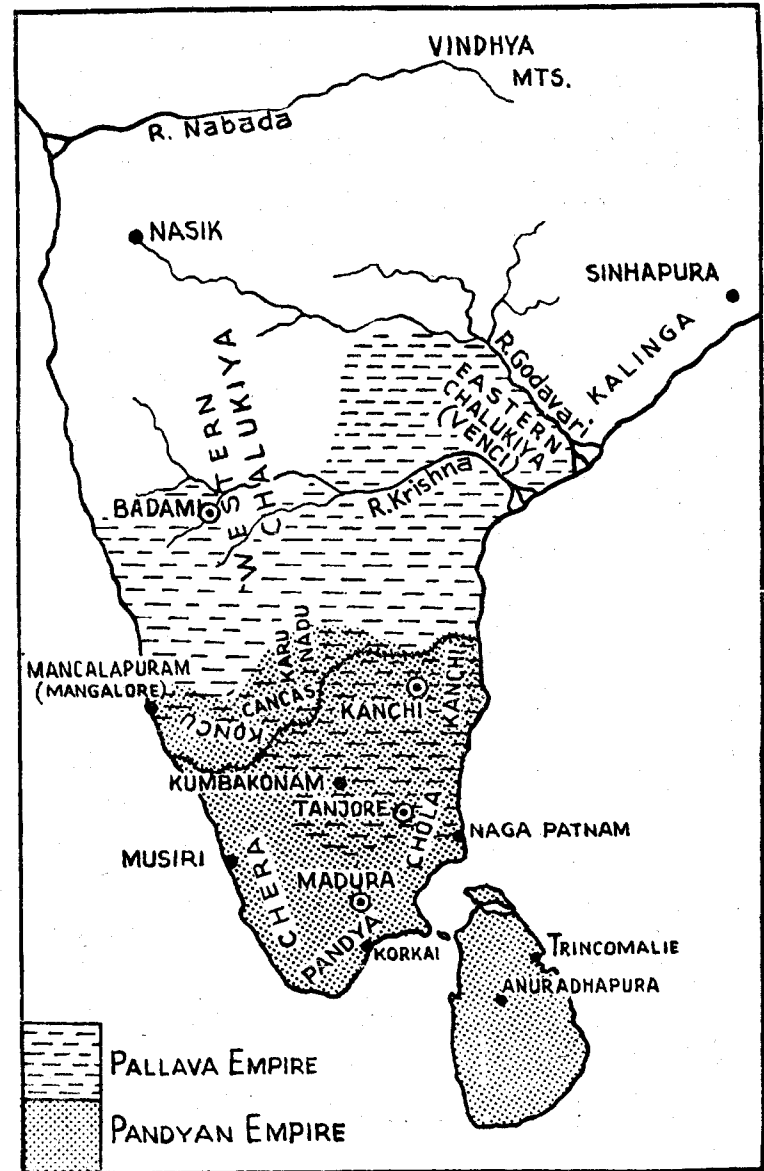 VINDHYA
MTS.
R. Nabada
NASIK
SINHAPURA
KALINGA
R. Godavari
EASTERN
CHALUKIYA
(VENCI)
WESTERN
CHALUKIYA
R. Krishna
BADAMI
KARU
NADU
MANCALAPURAM
(MANGALORE)
CANCAS
KONCU
KANCHI
KANCHI
KUMBAKONAM
TANJORE
CHOLA
NAGA PATNAM
MUSIRI
CHERA
MADURA
PANDYA
KORKAI
TRINCOMALIE
ANURADHAPURA
PALLAVA EMPIRE
PANDYAN EMPIRE